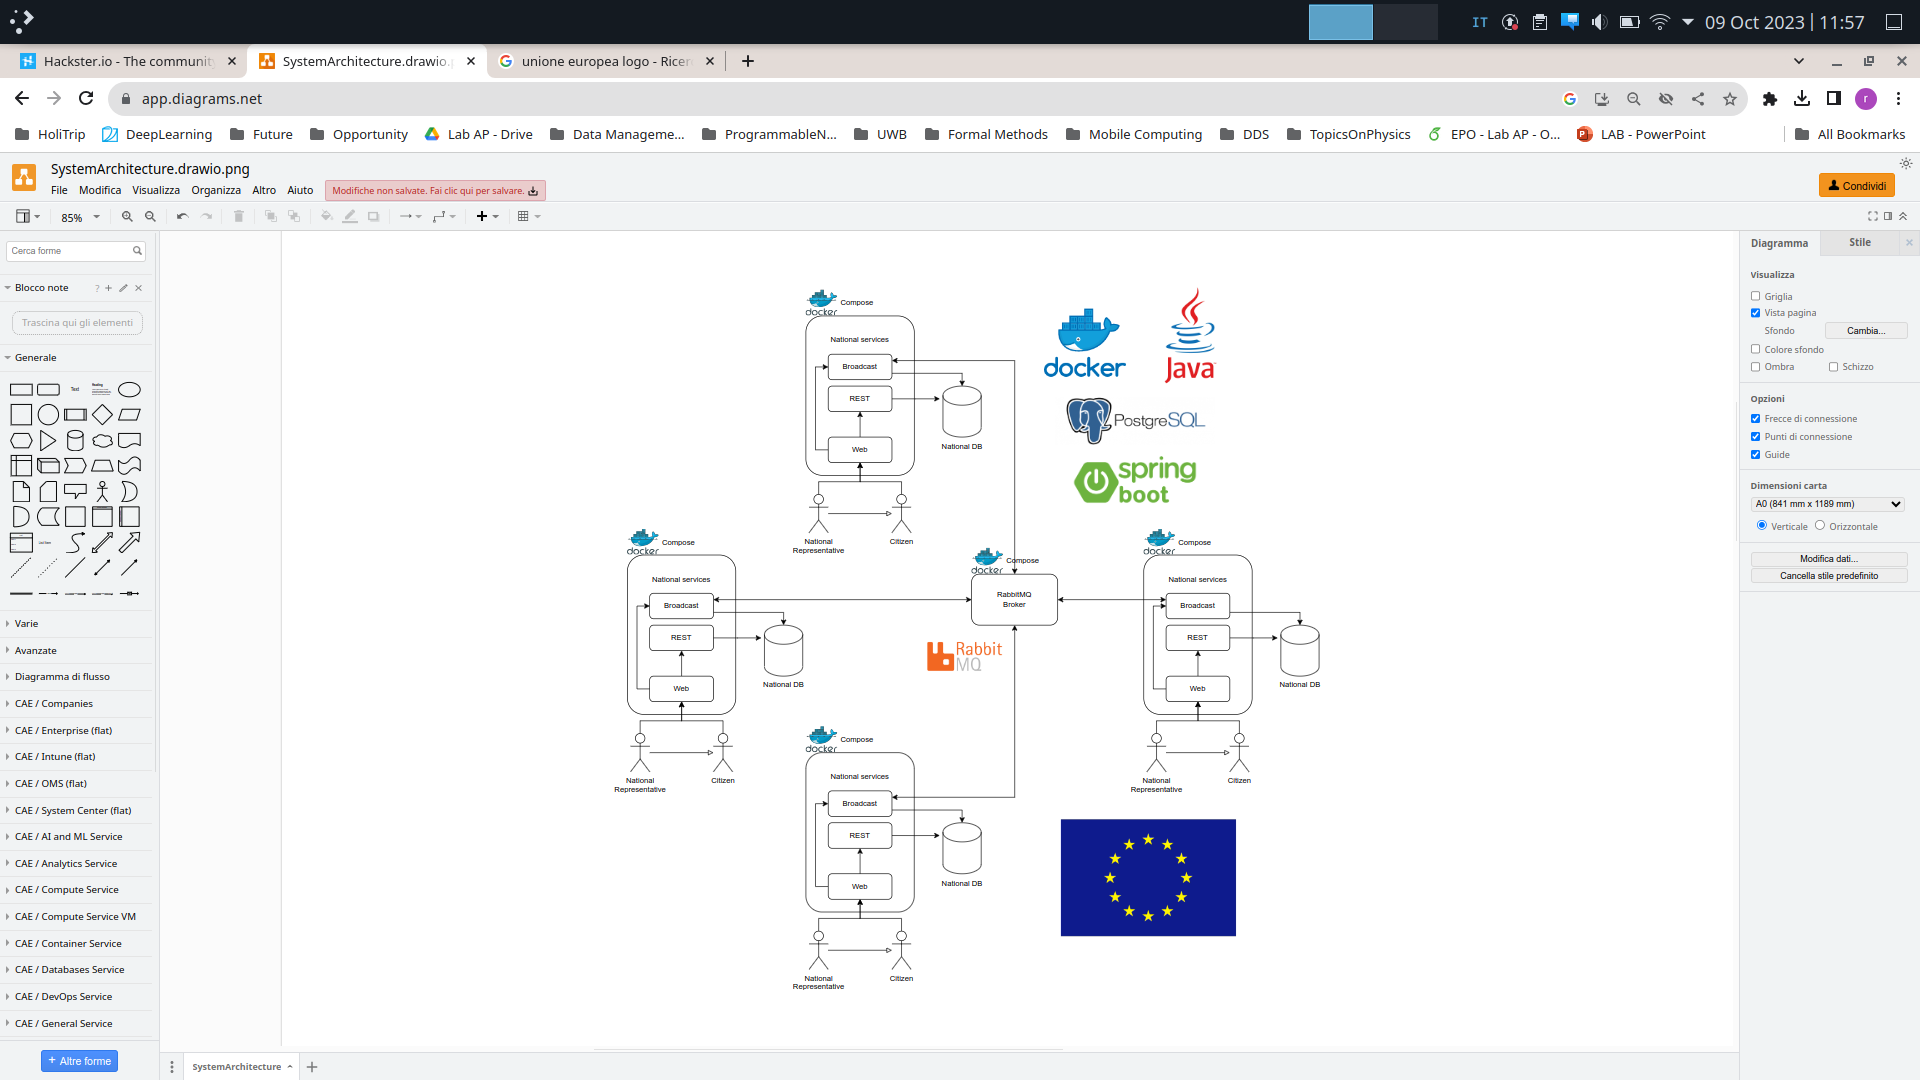 IT
09 Oct 2023
11:57
Hackster.io - The community
SystemArchitecture.drawio.p
unione europea logo - Ricer
app.diagrams.net
r
HoliTrip
DeepLearning
Future
Opportunity
Lab AP - Drive
Data Manageme...
ProgrammableN...
UWB
Formal Methods
Mobile Computing
DDS
TopicsOnPhysics
EPO - Lab AP - O...
LAB - PowerPoint
All Bookmarks
SystemArchitecture.drawio.png
File Modifica Visualizza Organizza Altro Aiuto
Modifiche non salvate. Fai clic qui per salvare.
Condividi
85%
Cerca forme
Blocco note
?
Trascina qui gli elementi
Generale
Text
Heading
Varie
Avanzate
Diagramma di flusso
CAE / Companies
CAE / Enterprise (flat)
CAE / Intune (flat)
CAE / OMS (flat)
CAE / System Center (flat)
CAE / AI and ML Service
CAE / Analytics Service
CAE / Compute Service
CAE / Compute Service VM
CAE / Container Service
CAE / Databases Service
CAE / DevOps Service
CAE / General Service
+ Altre forme
docker
Compose
National services
Broadcast
REST
Web
National DB
National
Representative
Citizen
docker
Java
PostgreSQL
spring
boot
docker
Compose
National services
Broadcast
REST
Web
National DB
National
Representative
Citizen
docker
Compose
RabbitMQ
Broker
Rabbit
MQ
docker
Compose
National services
Broadcast
REST
Web
National DB
National
Representative
Citizen
docker
Compose
National services
Broadcast
REST
Web
National DB
National
Representative
Citizen
Diagramma
Stile
Visualizza
Griglia
Vista pagina
Sfondo
Cambia...
Colore sfondo
Ombra
Schizzo
Opzioni
Frecce di connessione
Punti di connessione
Guide
Dimensioni carta
A0 (841 mm x 1189 mm)
Verticale
Orizzontale
Modifica dati...
Cancella stile predefinito
SystemArchitecture